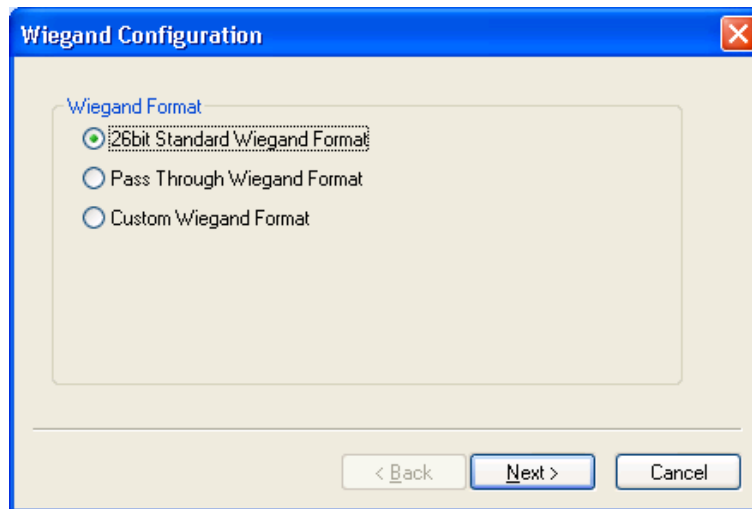 Wiegand Configuration
Wiegand Format
26bit Standard Wiegand Format
Pass Through Wiegand Format
Custom Wiegand Format
< Back Next > Cancel